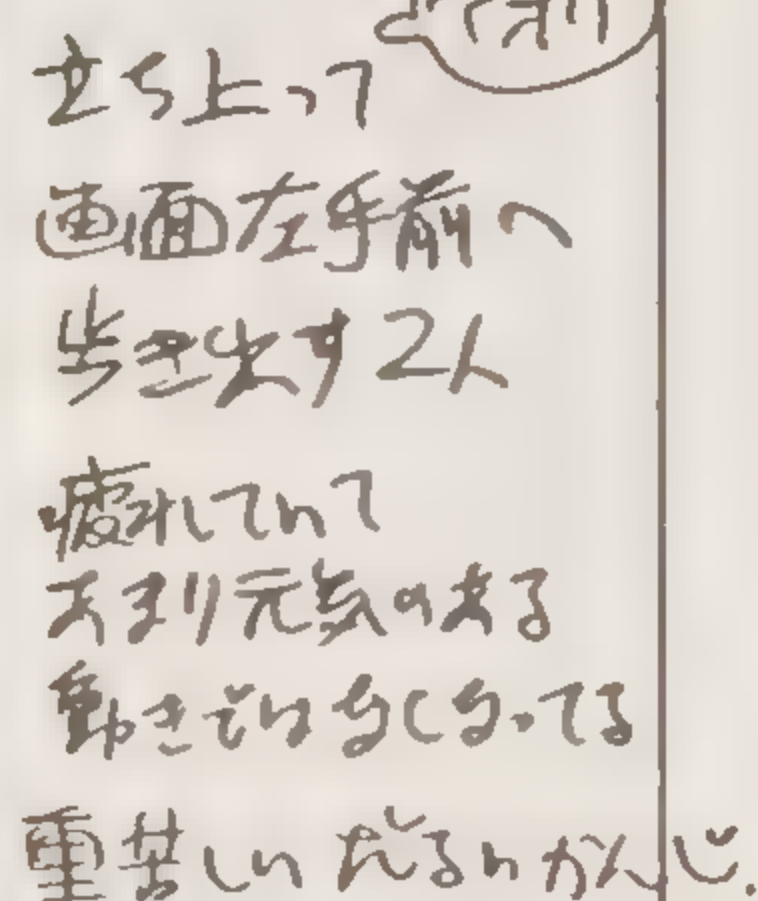 立ち上って
画面左手前へ
歩き出す2人
疲れていて
あまり元気のある
動きではなくなってる
重苦しい だるい かんじ.